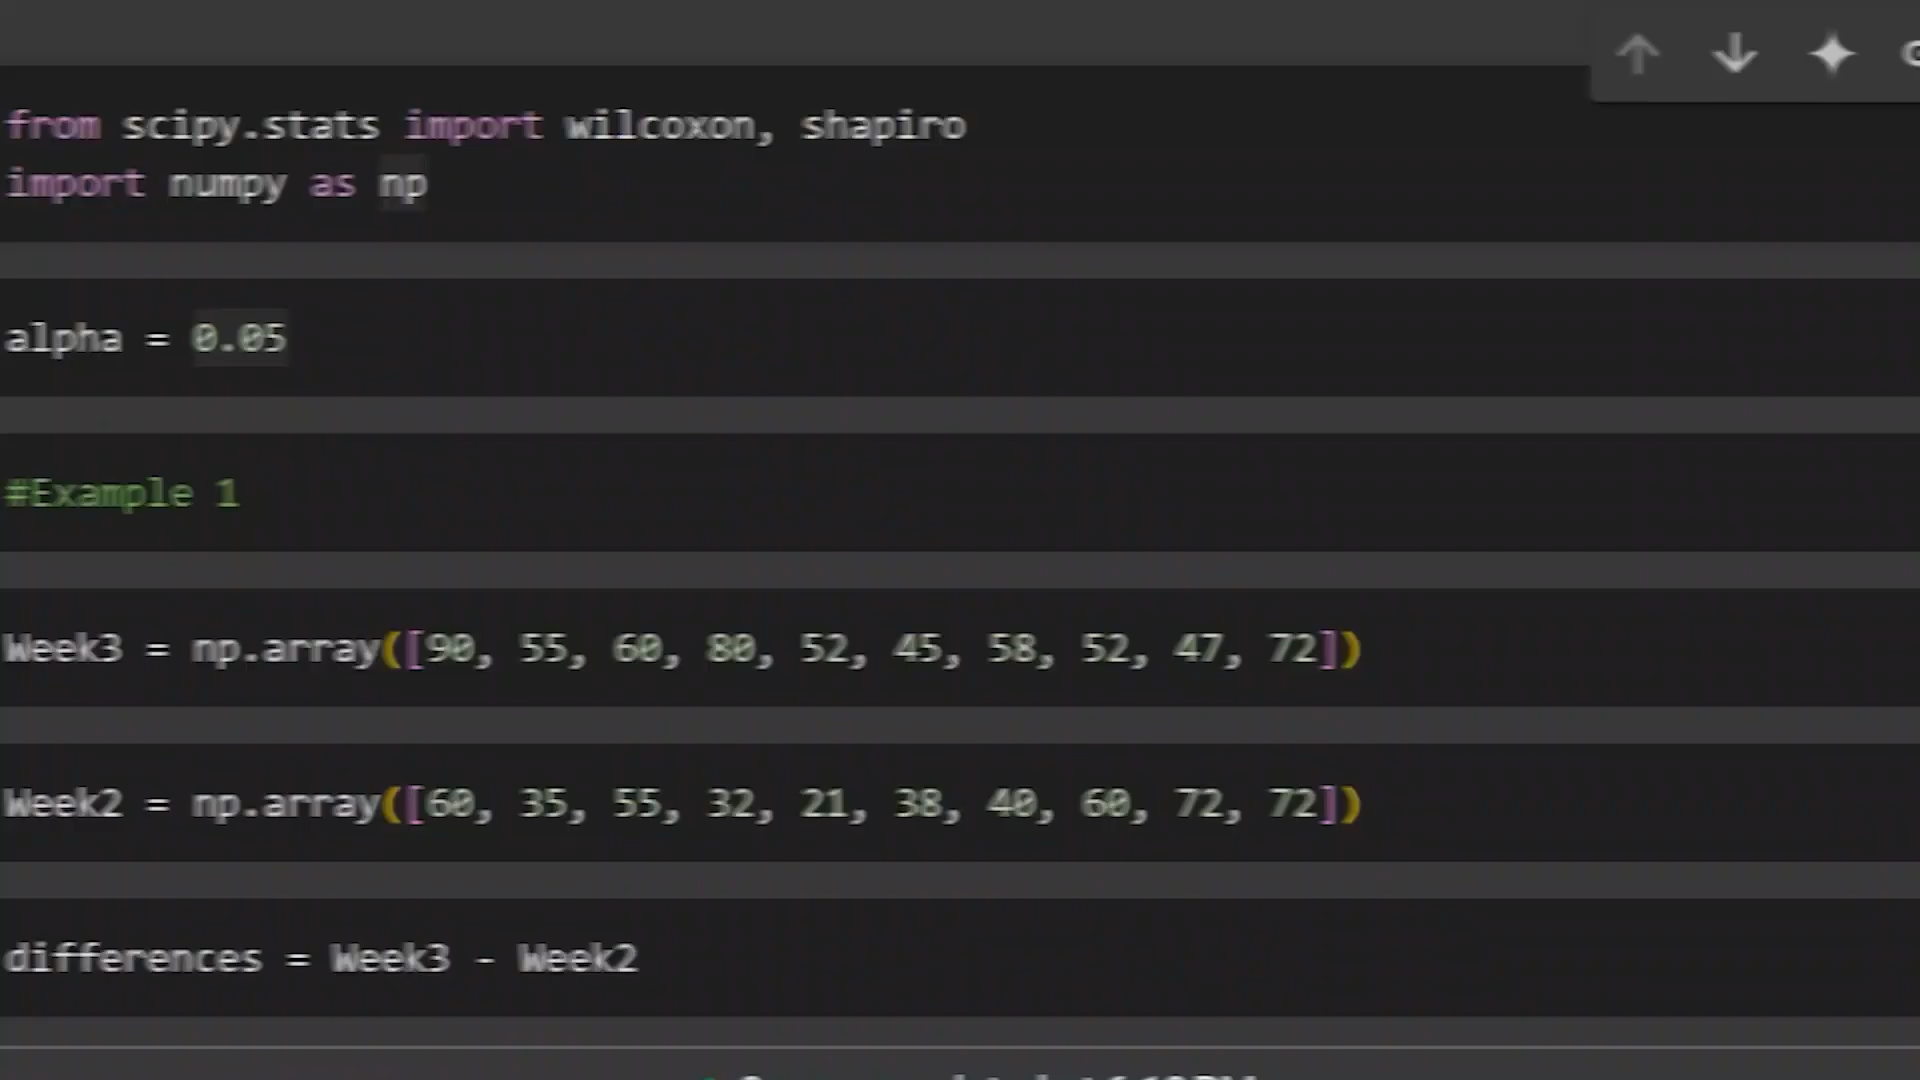 from scipy.stats import wilcoxon, shapiro
import numpy as np
alpha = 0.05
#Example 1
Week3 = np.array([90, 55, 60, 80, 52, 45, 58, 52, 47, 72])
Week2 = np.array([60, 35, 55, 32, 21, 38, 40, 60, 72, 72])
differences = Week3 - Week2